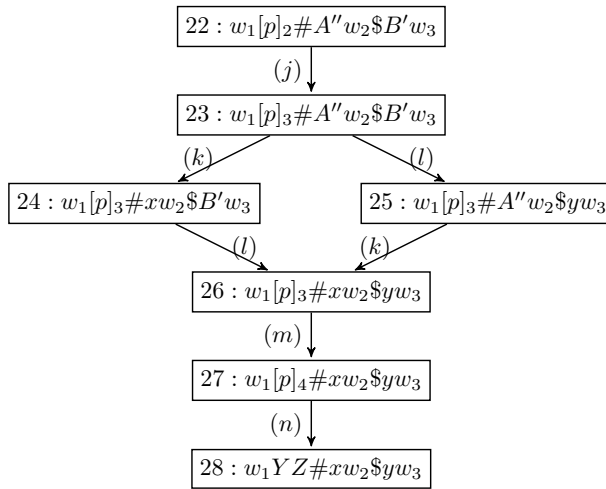 22 : w₁[p]₂#A′′w₂$B′w₃
(j)
23 : w₁[p]₃#A′′w₂$B′w₃
(k) (l)
24 : w₁[p]₃#xw₂$B′w₃ 25 : w₁[p]₃#A′′w₂$yw₃
(l) (k)
26 : w₁[p]₃#xw₂$yw₃
(m)
27 : w₁[p]₄#xw₂$yw₃
(n)
28 : w₁YZ#xw₂$yw₃